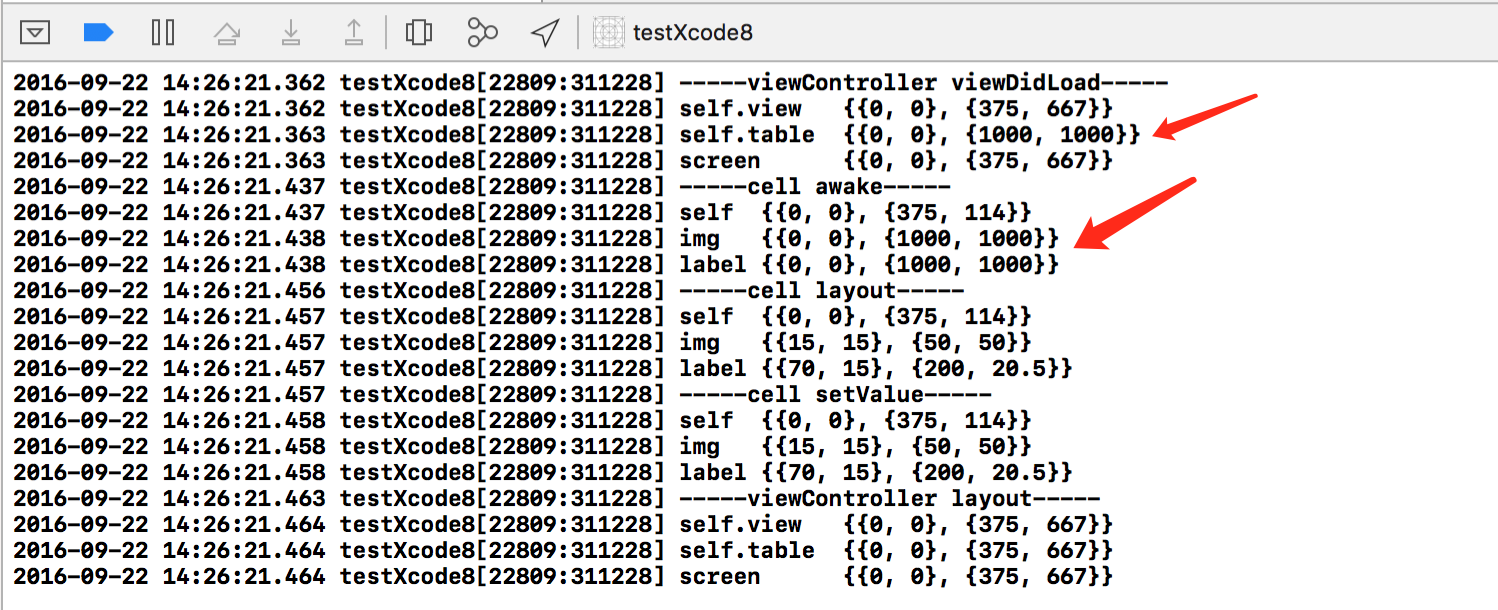 testXcode8
2016-09-22 14:26:21.362 testXcode8[22809:311228] -----viewController viewDidLoad-----
2016-09-22 14:26:21.362 testXcode8[22809:311228] self.view   {{0, 0}, {375, 667}}
2016-09-22 14:26:21.363 testXcode8[22809:311228] self.table  {{0, 0}, {1000, 1000}}
2016-09-22 14:26:21.363 testXcode8[22809:311228] screen      {{0, 0}, {375, 667}}
2016-09-22 14:26:21.437 testXcode8[22809:311228] -----cell awake-----
2016-09-22 14:26:21.437 testXcode8[22809:311228] self  {{0, 0}, {375, 114}}
2016-09-22 14:26:21.438 testXcode8[22809:311228] img   {{0, 0}, {1000, 1000}}
2016-09-22 14:26:21.438 testXcode8[22809:311228] label {{0, 0}, {1000, 1000}}
2016-09-22 14:26:21.456 testXcode8[22809:311228] -----cell layout-----
2016-09-22 14:26:21.457 testXcode8[22809:311228] self  {{0, 0}, {375, 114}}
2016-09-22 14:26:21.457 testXcode8[22809:311228] img   {{15, 15}, {50, 50}}
2016-09-22 14:26:21.457 testXcode8[22809:311228] label {{70, 15}, {200, 20.5}}
2016-09-22 14:26:21.457 testXcode8[22809:311228] -----cell setValue-----
2016-09-22 14:26:21.458 testXcode8[22809:311228] self  {{0, 0}, {375, 114}}
2016-09-22 14:26:21.458 testXcode8[22809:311228] img   {{15, 15}, {50, 50}}
2016-09-22 14:26:21.458 testXcode8[22809:311228] label {{70, 15}, {200, 20.5}}
2016-09-22 14:26:21.463 testXcode8[22809:311228] -----viewController layout-----
2016-09-22 14:26:21.464 testXcode8[22809:311228] self.view   {{0, 0}, {375, 667}}
2016-09-22 14:26:21.464 testXcode8[22809:311228] self.table  {{0, 0}, {375, 667}}
2016-09-22 14:26:21.464 testXcode8[22809:311228] screen      {{0, 0}, {375, 667}}